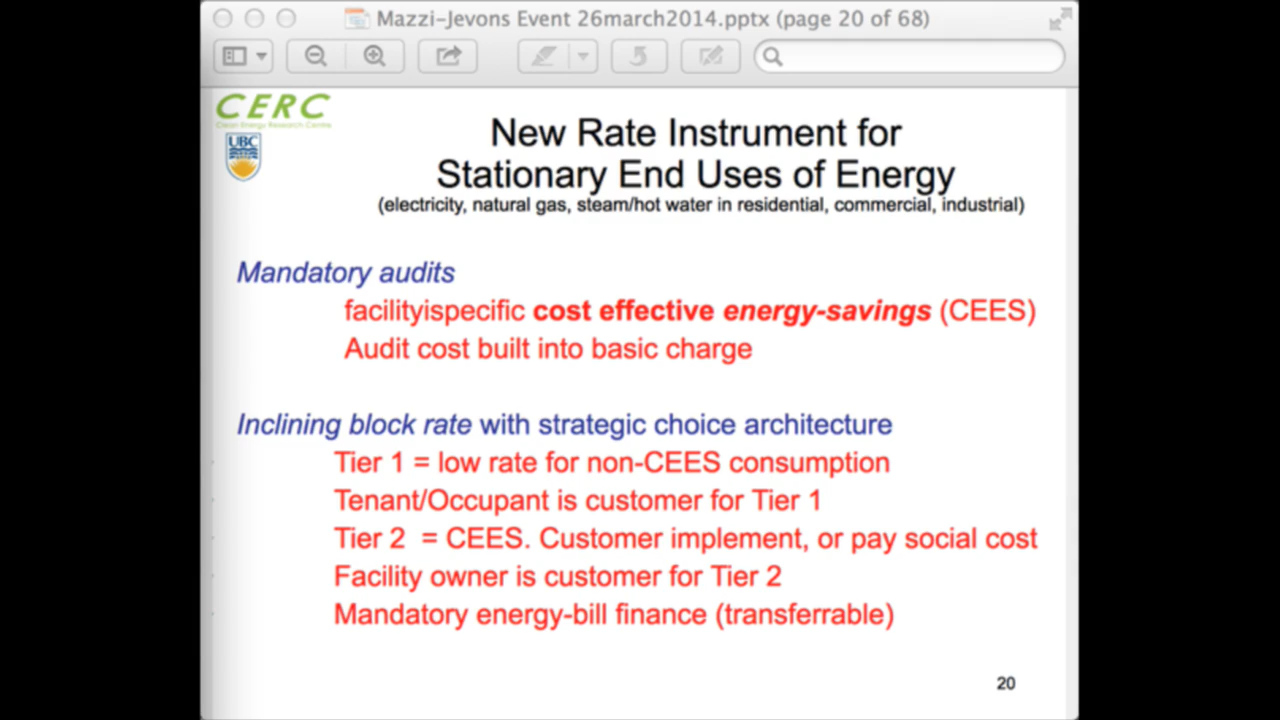 Mazzi-Jevons Event 26march2014.pptx (page 20 of 68)
CERC
Clean Energy Research Centre
UBC
New Rate Instrument for
Stationary End Uses of Energy
(electricity, natural gas, steam/hot water in residential, commercial, industrial)
Mandatory audits
facilityispecific cost effective energy-savings (CEES)
Audit cost built into basic charge
Inclining block rate with strategic choice architecture
Tier 1 = low rate for non-CEES consumption
Tenant/Occupant is customer for Tier 1
Tier 2 = CEES. Customer implement, or pay social cost
Facility owner is customer for Tier 2
Mandatory energy-bill finance (transferrable)
20